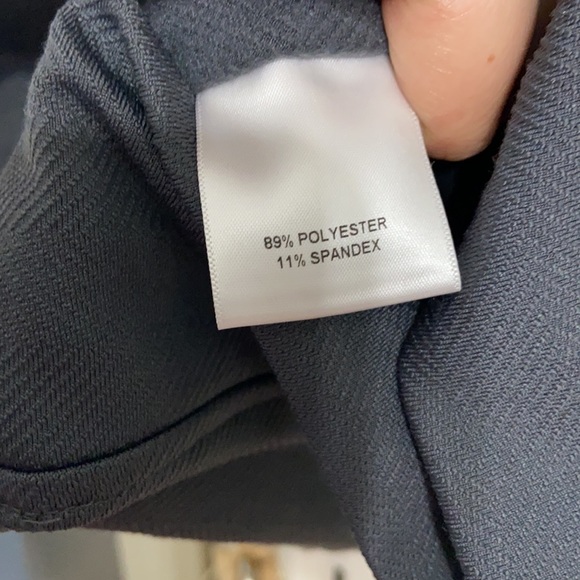 89% POLYESTER
11% SPANDEX